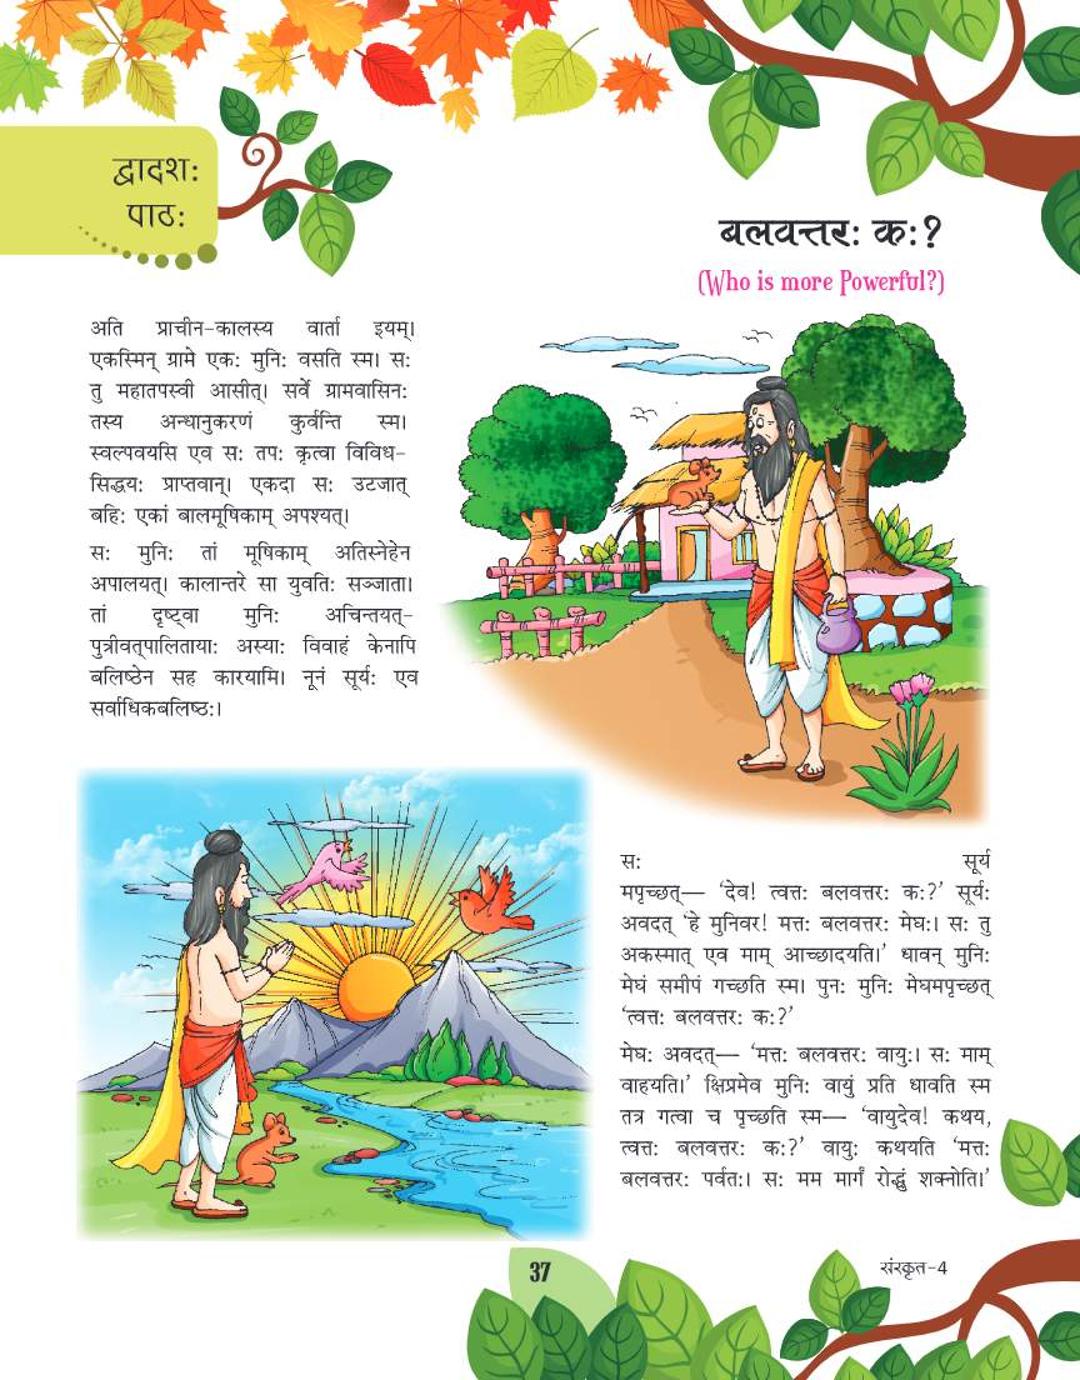 द्वादशः
पाठः
बलवत्तरः कः?
(Who is more Powerful?)
अति प्राचीन-कालस्य वार्ता इयम्।
एकस्मिन् ग्रामे एकः मुनिः वसति स्म। सः
तु महातपस्वी आसीत्। सर्वे ग्रामवासिनः
तस्य अन्धानुकरणं कुर्वन्ति स्म।
स्वल्पवयसि एव सः तपः कृत्वा विविध-
सिद्धयः प्राप्तवान्। एकदा सः उटजात्
बहिः एकां बालमूषिकाम् अपश्यत्।
सः मुनिः तां मूषिकाम् अतिस्नेहेन
अपालयत्। कालान्तरे सा युवतिः सञ्जाता।
तां दृष्ट्वा मुनिः अचिन्तयत्-
पुत्रीवत्पालितायाः अस्याः विवाहं केनापि
बलिष्ठेन सह कारयामि। नूनं सूर्यः एव
सर्वाधिकबलिष्ठः।
सः सूर्य
मपृच्छत्— ‘देव! त्वत्तः बलवत्तरः कः?’ सूर्यः
अवदत् ‘हे मुनिवर! मत्तः बलवत्तरः मेघः। सः तु
अकस्मात् एव माम् आच्छादयति।’ धावन् मुनिः
मेघं समीपं गच्छति स्म। पुनः मुनिः मेघमपृच्छत्
‘त्वत्तः बलवत्तरः कः?’
मेघः अवदत्— ‘मत्तः बलवत्तरः वायुः। सः माम्
वाहयति।’ क्षिप्रमेव मुनिः वायुं प्रति धावति स्म
तत्र गत्वा च पृच्छति स्म— ‘वायुदेव! कथय,
त्वत्तः बलवत्तरः कः?’ वायुः कथयति ‘मत्तः
बलवत्तरः पर्वतः। सः मम मार्गं रोद्धुं शक्नोति।’
37
संस्कृत-4